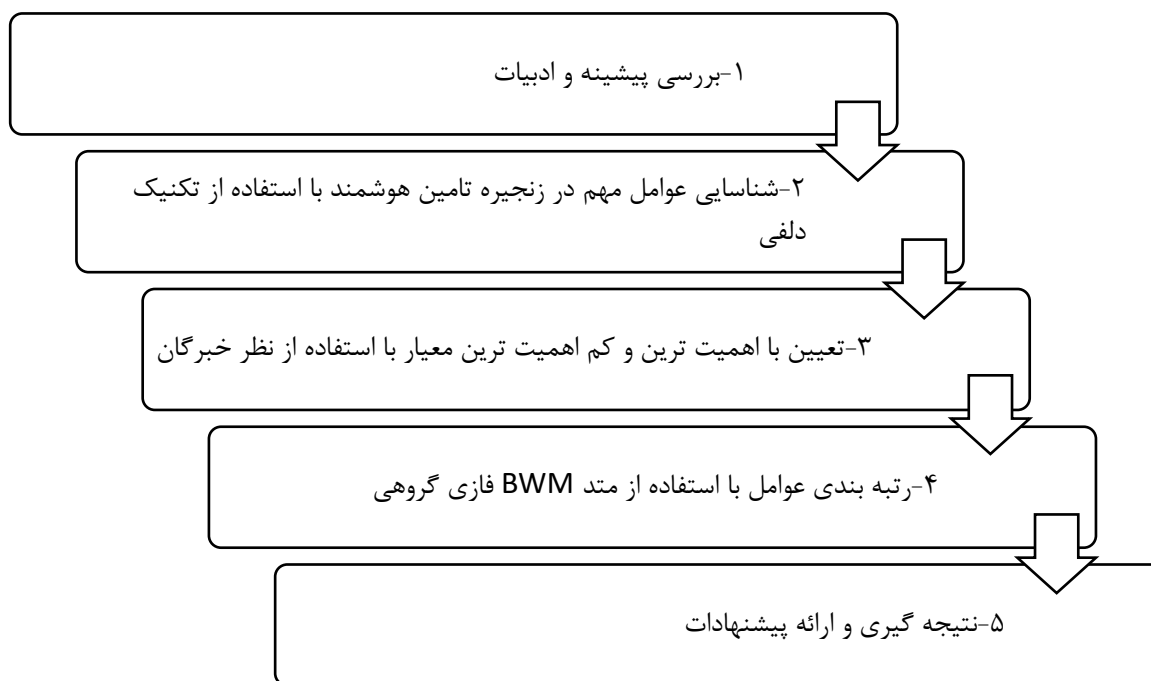 ۱-بررسی پیشینه و ادبیات
۲-شناسایی عوامل مهم در زنجیره تامین هوشمند با استفاده از تکنیک
دلفی
۳-تعیین با اهمیت ترین و کم اهمیت ترین معیار با استفاده از نظر خبرگان
۴-رتبه بندی عوامل با استفاده از متد BWM فازی گروهی
۵-نتیجه گیری و ارائه پیشنهادات